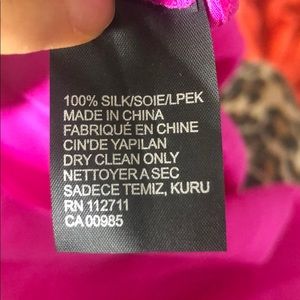 100% SILK/SOIE/LPEK
MADE IN CHINA
FABRIQUÉ EN CHINE
CIN'DE YAPILAN
DRY CLEAN ONLY
NETTOYER A SEC
SADECE TEMIZ, KURU
RN 112711
CA 00985